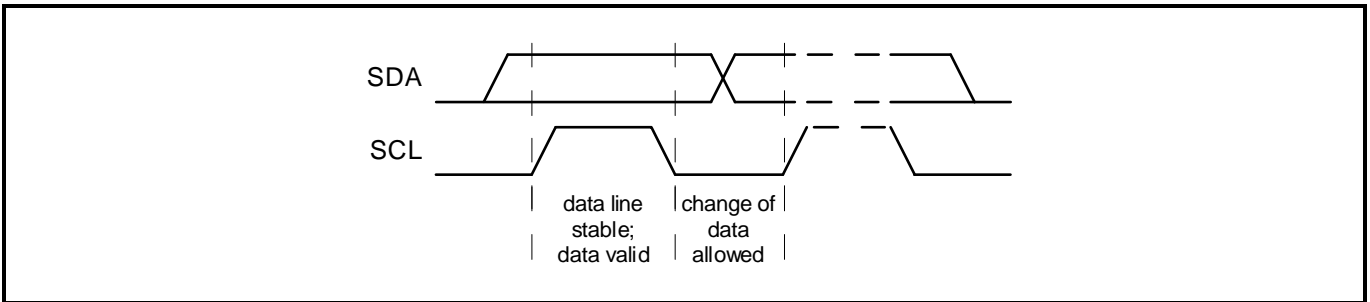 SDA
SCL
data line
stable;
data valid
change of
data
allowed